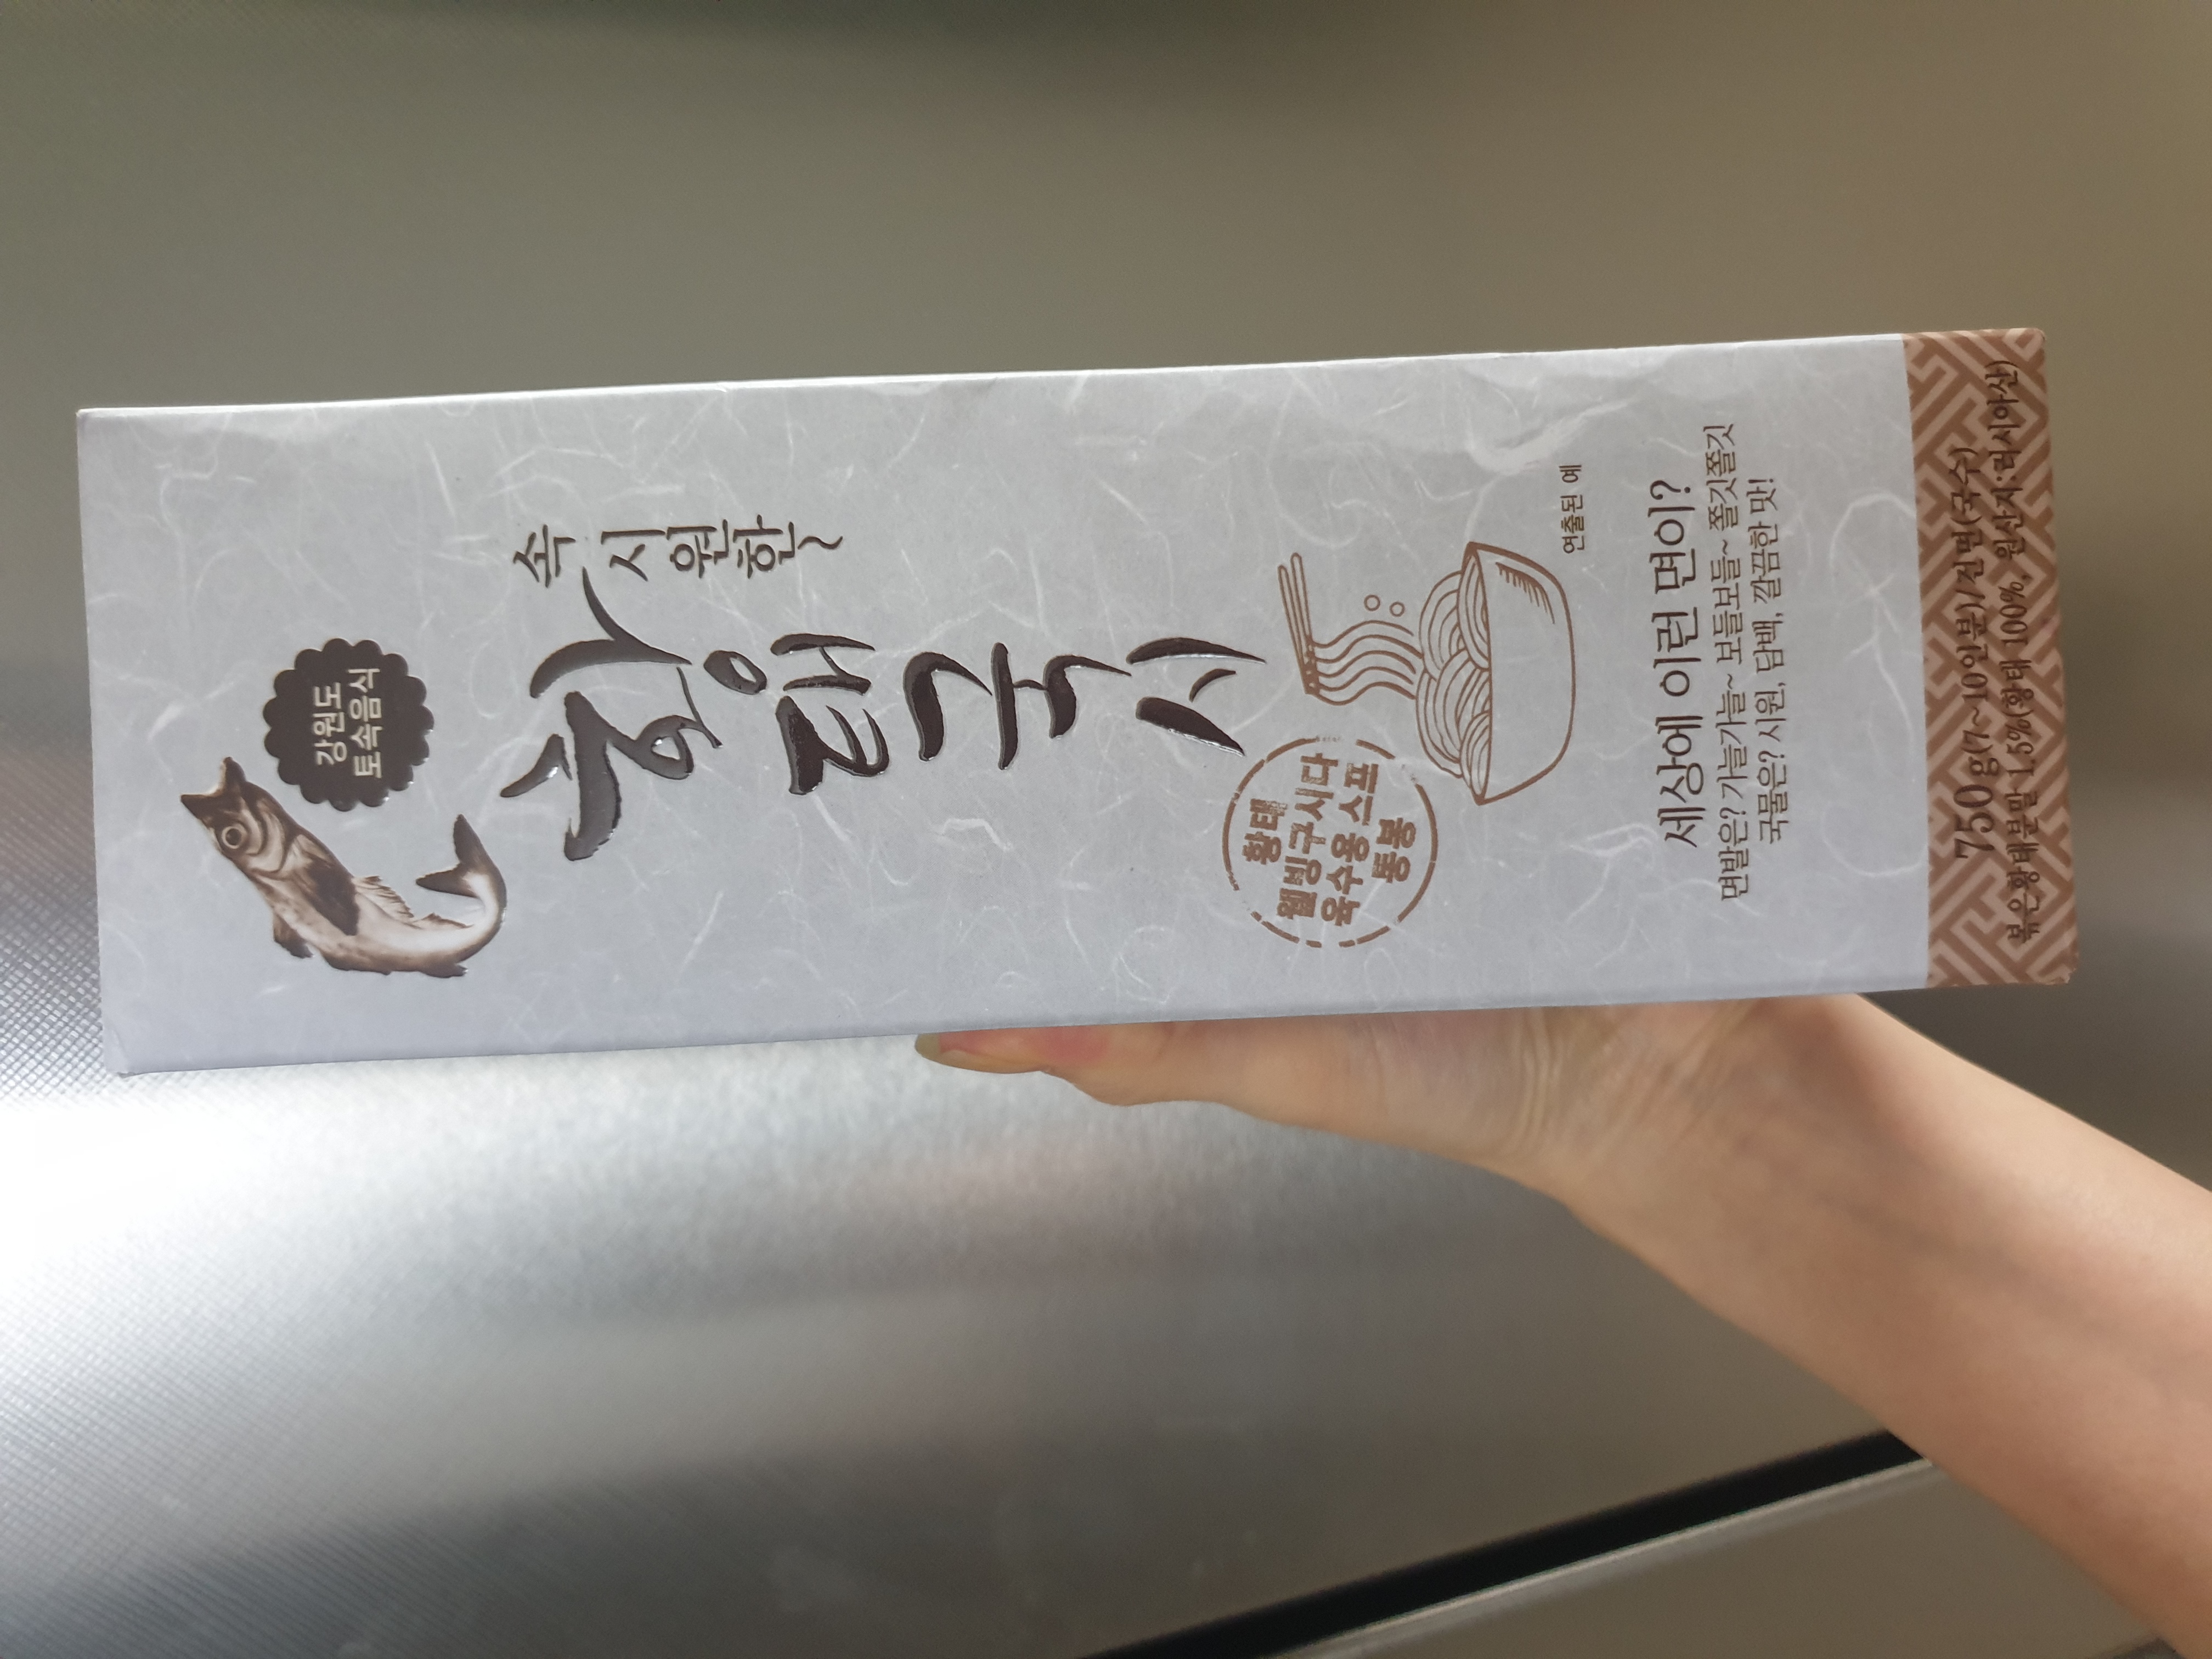 강원도
토속음식
속 시원한~
황태국시
황태
웰빙구시다
육수용 스프
동봉
연출된 예
세상에 이런 면이?
면발은? 가늘가늘~ 보들보들~ 쫄깃쫄깃
국물은? 시원, 담백, 깔끔한 맛!
750g(7~10인분)/건면(국수)
볶은황태분말 1.5%(황태 100%, 원산지:러시아산)